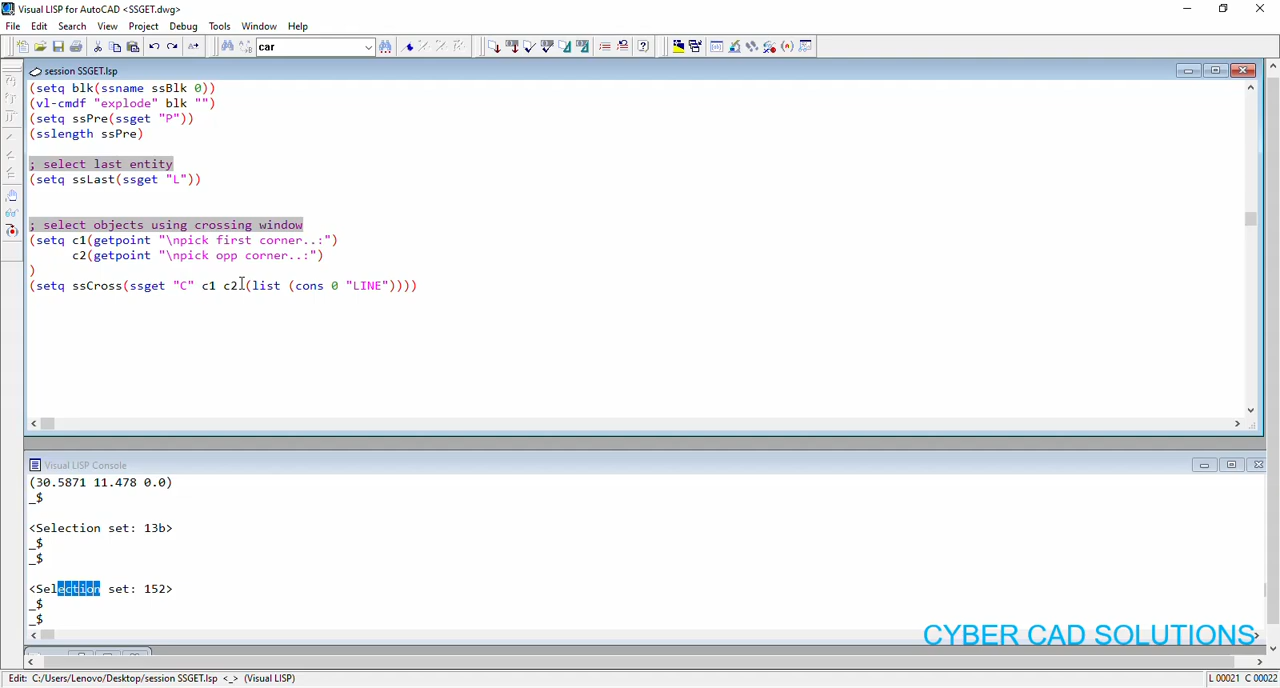 Visual LISP for AutoCAD <SSGET.dwg>
File Edit Search View Project Debug Tools Window Help
car
session SSGET.lsp
(setq blk(ssname ssBlk 0))
(vl-cmdf "explode" blk "")
(setq ssPre(ssget "P"))
(sslength ssPre)
; select last entity
(setq ssLast(ssget "L"))
; select objects using crossing window
(setq c1(getpoint "\npick first corner..:")
c2(getpoint "\npick opp corner..:")
)
(setq ssCross(ssget "C" c1 c2 (list (cons 0 "LINE"))))
Visual LISP Console
(30.5871 11.478 0.0)
_$
<Selection set: 13b>
_$
_$
<Selection set: 152>
_$
_$
CYBER CAD SOLUTIONS
Edit: C:/Users/Lenovo/Desktop/session SSGET.lsp <_> (Visual LISP)
L 00021 C 00022